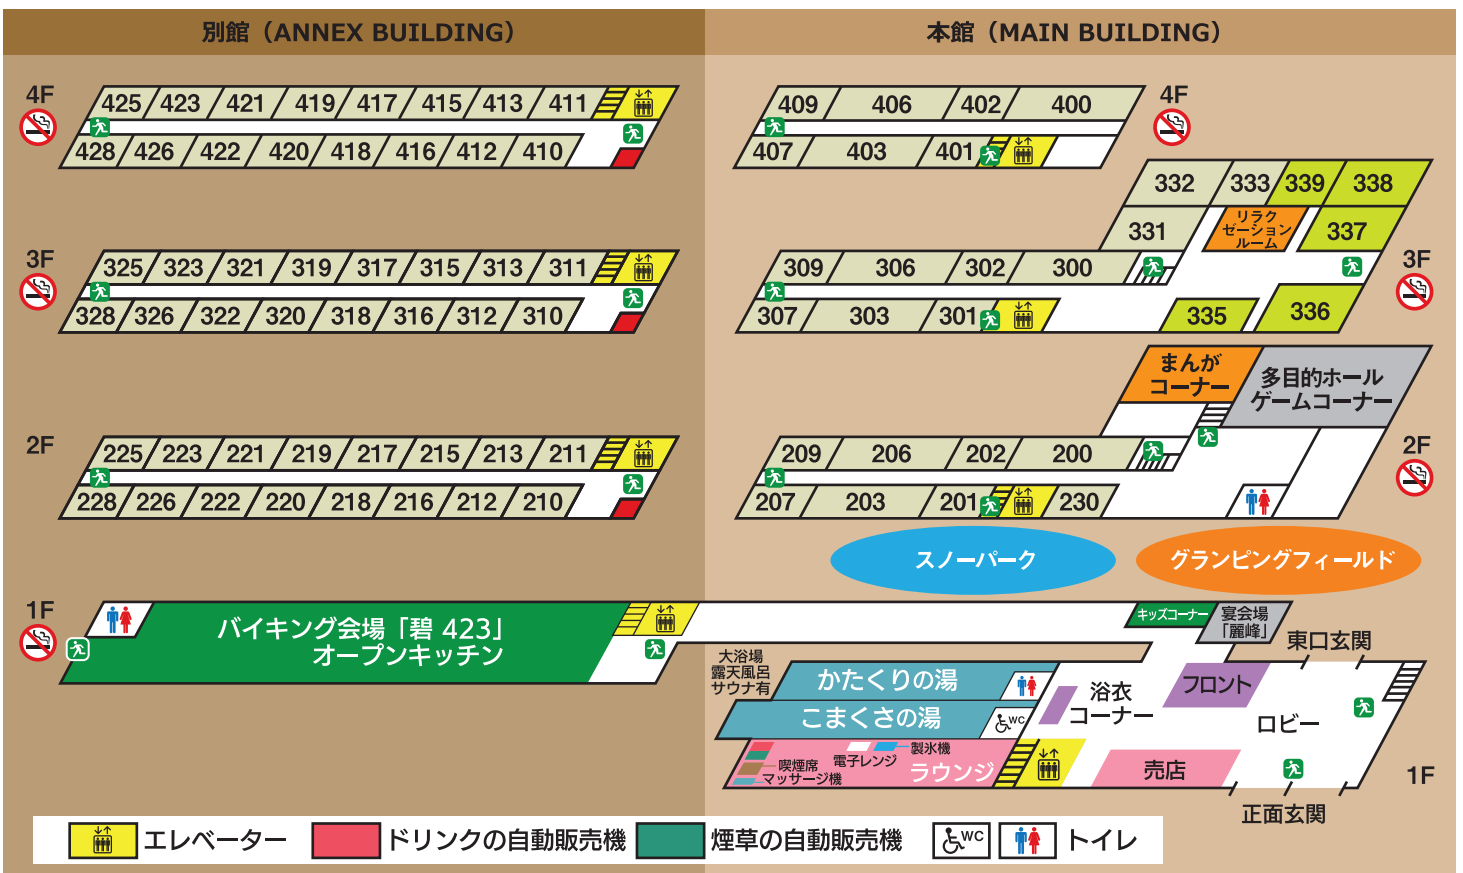 別館（ANNEX BUILDING）
本館（MAIN BUILDING）
4F
425 423 421 419 417 415 413 411
428 426 422 420 418 416 412 410
409 406 402 400
407 403 401
4F
3F
325 323 321 319 317 315 313 311
328 326 322 320 318 316 312 310
332 333 339 338
331
リラク
ゼーション
ルーム
337
309 306 302 300
307 303 301
335 336
3F
2F
225 223 221 219 217 215 213 211
228 226 222 220 218 216 212 210
まんが
コーナー
多目的ホール
ゲームコーナー
209 206 202 200
207 203 201 230
2F
スノーパーク
グランピングフィールド
1F
バイキング会場「碧 423」
オープンキッチン
キッズコーナー
宴会場
「麗峰」
東口玄関
大浴場
露天風呂
サウナ有
かたくりの湯
こまくさの湯
WC
浴衣
コーナー
フロント
ロビー
喫煙席
マッサージ機
電子レンジ
製氷機
ラウンジ
売店
1F
正面玄関
エレベーター
ドリンクの自動販売機
煙草の自動販売機
WC
トイレ